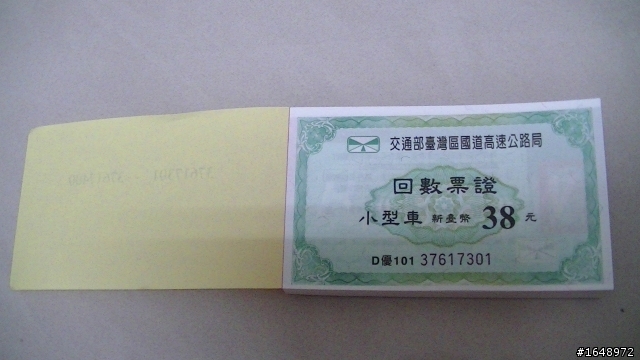 交通部臺灣區國道高速公路局
回數票證
小型車 新臺幣 38 元
D優101 37617301
#1648972